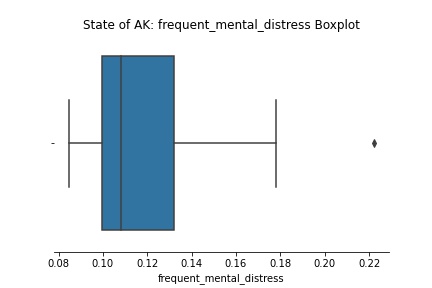 State of AK: frequent_mental_distress Boxplot
-
0.08 0.10 0.12 0.14 0.16 0.18 0.20 0.22
frequent_mental_distress